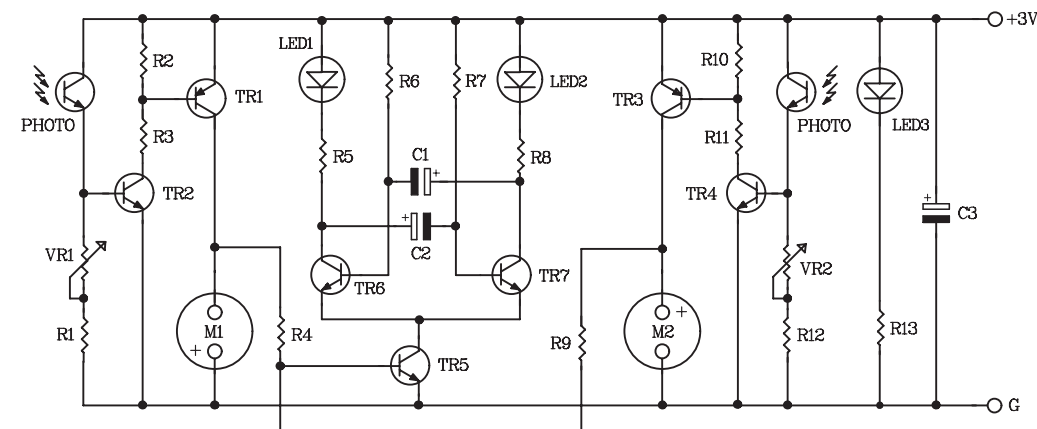 +3V
LED1
R2
R6
R7
LED2
R10
TR1
TR3
PHOTO
PHOTO
LED3
R3
R5
C1
+
R8
R11
TR2
TR4
+
C2
+
C3
VR1
TR6
TR7
VR2
R1
M1
+
R4
R9
M2
+
R12
R13
TR5
G